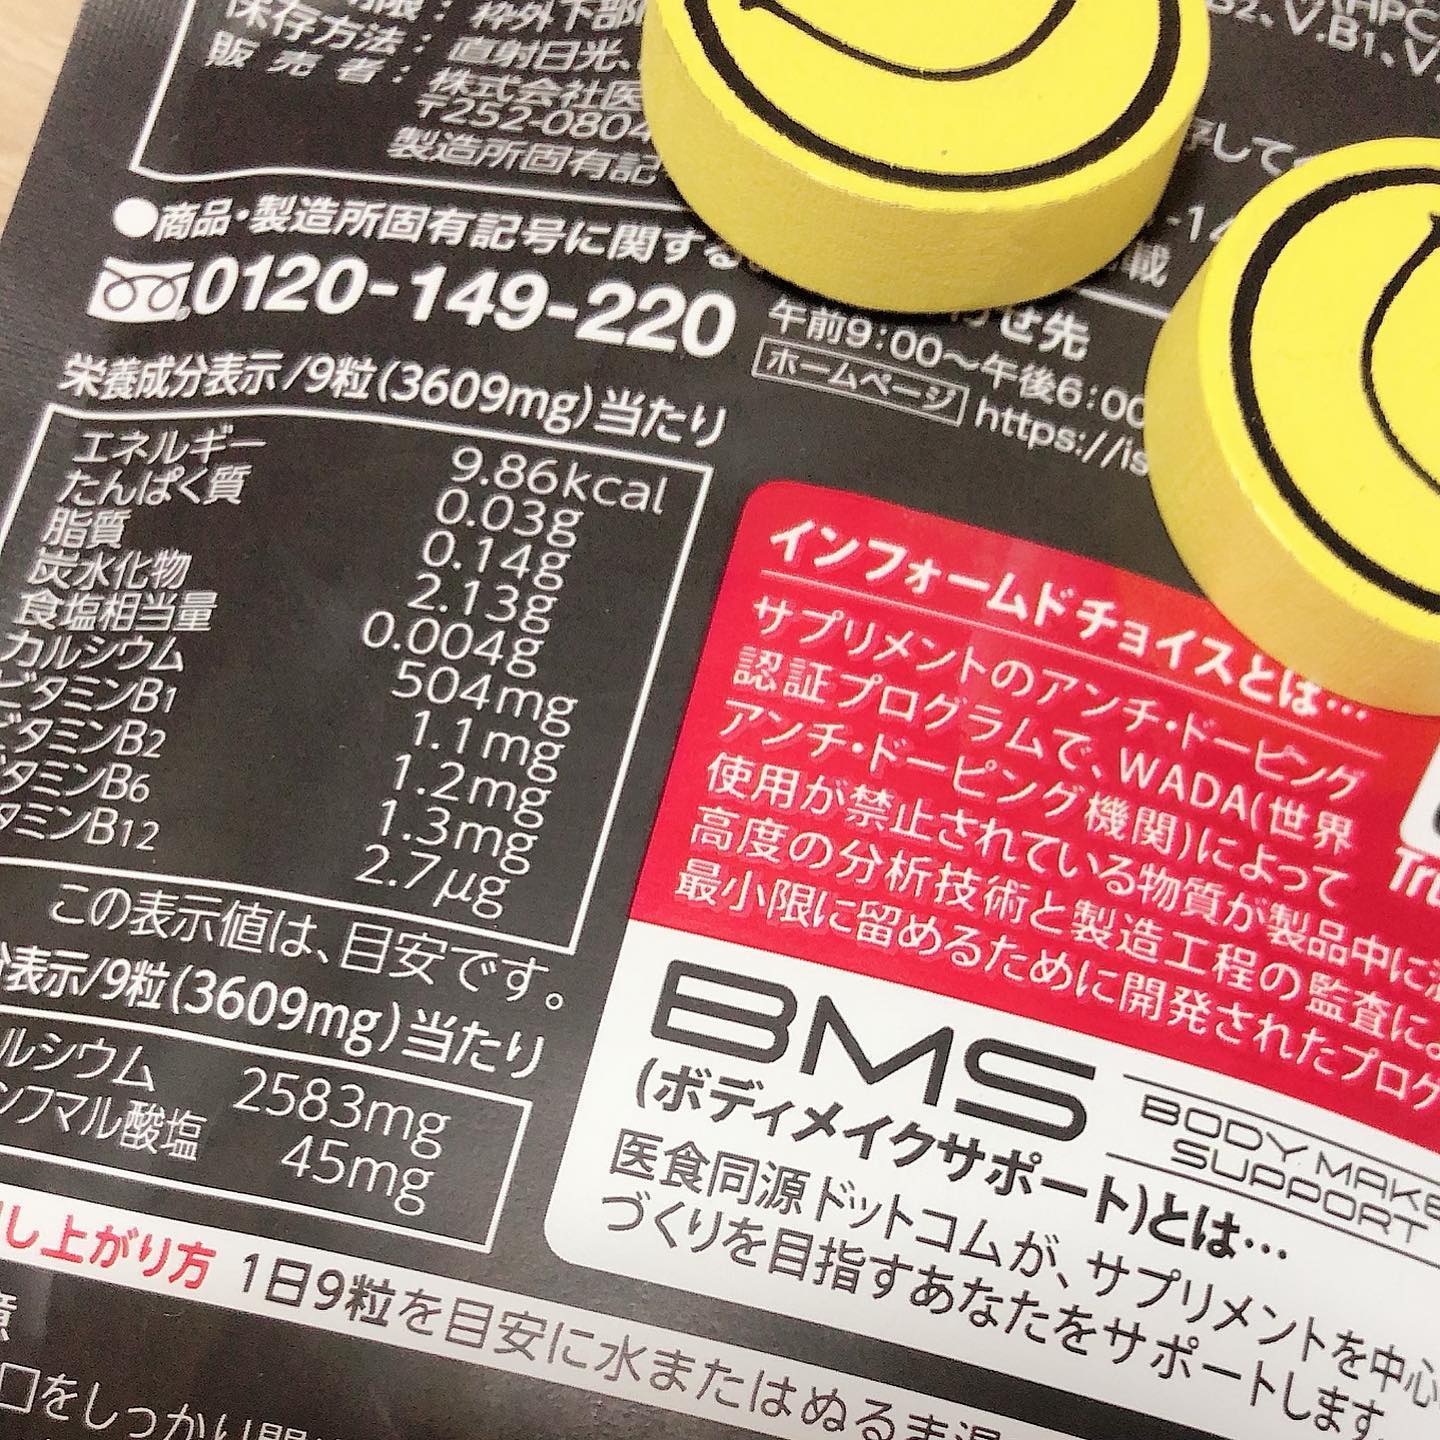 枠外下部
保存方法：直射日光、
販売者：株式会社医
〒252-0804
製造所固有記
●商品・製造所固有記号に関する
0120-149-220
せ先
午前9：00～午後6：00
ホームページ https://is
(HPC
V.B1、V.
存して
載
栄養成分表示/9粒(3609mg)当たり
エネルギー 9.86kcal
たんぱく質 0.03g
脂質 0.14g
炭水化物 2.13g
食塩相当量 0.004g
カルシウム 504mg
ビタミンB1 1.1mg
ビタミンB2 1.2mg
ビタミンB6 1.3mg
タミンB12 2.7μg
この表示値は、目安です。
分表示/9粒(3609mg)当たり
ルシウム 2583mg
ンフマル酸塩 45mg
し上がり方 1日9粒を目安に水またはぬるま湯
口をしっかり
インフォームドチョイスとは…
サプリメントのアンチ・ドーピング
認証プログラムで、WADA(世界
アンチ・ドーピング機関)によって
使用が禁止されている物質が製品中に
高度の分析技術と製造工程の監査に
最小限に留めるために開発されたプログ
BMS
BODY MAKE
SUPPORT
(ボディメイクサポート)とは…
医食同源ドットコムが、サプリメントを中心
づくりを目指すあなたをサポートします。